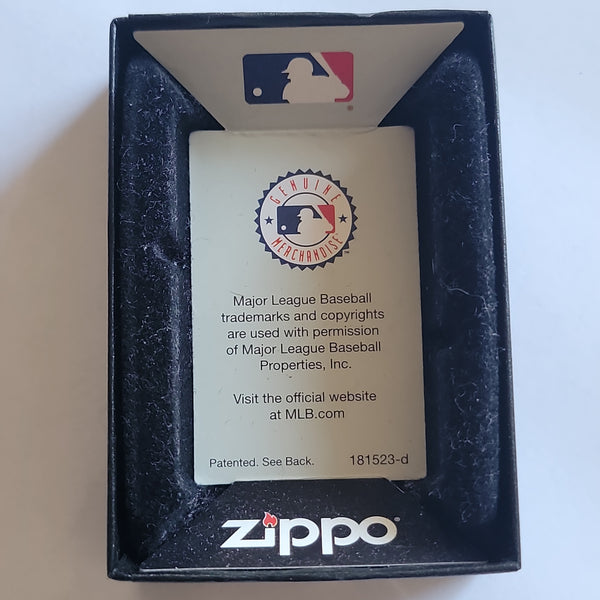 ®
GENUINE
MERCHANDISE
Major League Baseball
trademarks and copyrights
are used with permission
of Major League Baseball
Properties, Inc.
Visit the official website
at MLB.com
Patented. See Back. 181523-d
zippo®